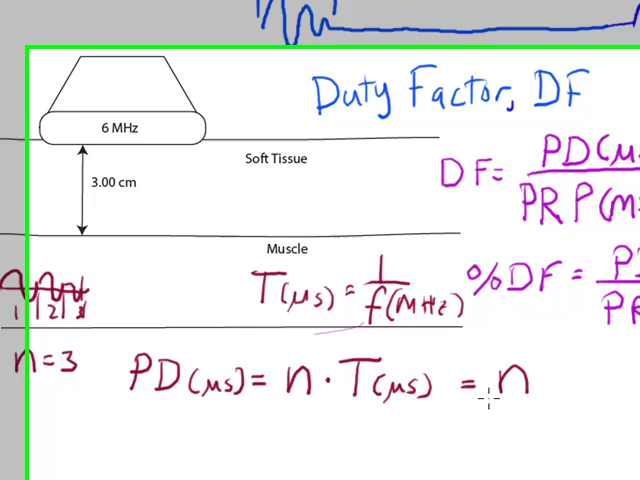 Duty Factor, DF
6 MHz
Soft Tissue
3.00 cm
DF = PD(μs
PRP(μs
Muscle
T(μs) = 1
f(MHz)
%DF = P
PR
1 2 3
n = 3
PD(μs) = n · T(μs) = n